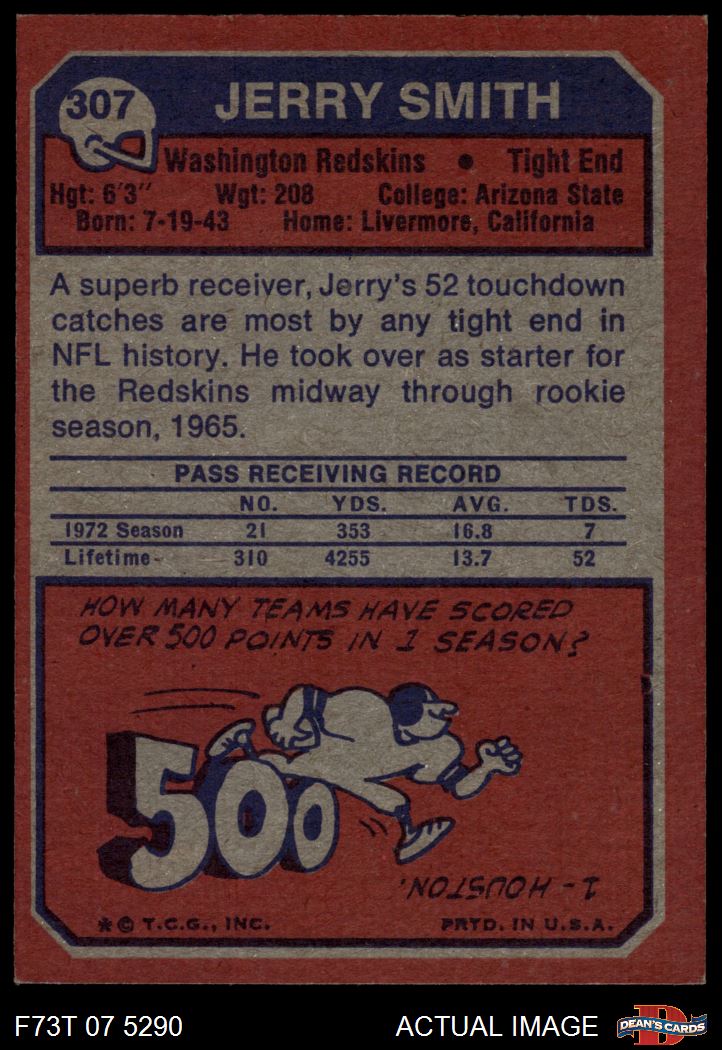 307
JERRY SMITH
Washington Redskins ● Tight End
Hgt: 6'3" Wgt: 208 College: Arizona State
Born: 7-19-43 Home: Livermore, California
A superb receiver, Jerry's 52 touchdown
catches are most by any tight end in
NFL history. He took over as starter for
the Redskins midway through rookie
season, 1965.
PASS RECEIVING RECORD
NO. YDS. AVG. TDS.
1972 Season 21 353 16.8 7
Lifetime- 310 4255 13.7 52
HOW MANY TEAMS HAVE SCORED
OVER 500 POINTS IN 1 SEASON?
500
1 - HOUSTON.
* © T.C.G., INC. PRTD. IN U.S.A.
F73T 07 5290 ACTUAL IMAGE
D
DEAN'S CARDS